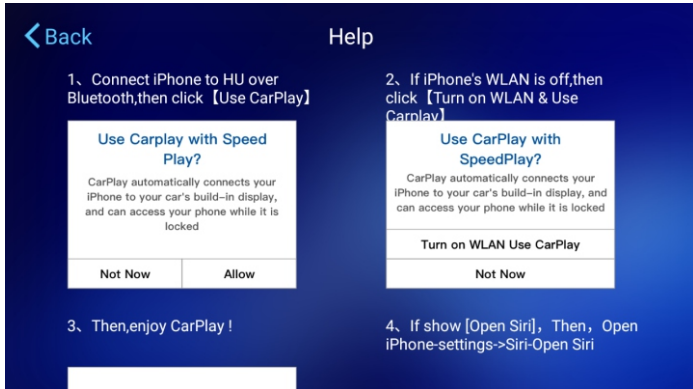 Back
Help
1、Connect iPhone to HU over
Bluetooth,then click【Use CarPlay】
Use Carplay with Speed
Play?
CarPlay automatically connects your
iPhone to your car's build-in display,
and can access your phone while it is
locked
Not Now
Allow
2、If iPhone's WLAN is off,then
click【Turn on WLAN & Use
Carplay】
Use CarPlay with
SpeedPlay?
CarPlay automatically connects your
iPhone to your car's build-in display, and
can access your phone while it is locked
Turn on WLAN Use CarPlay
Not Now
3、Then,enjoy CarPlay !
4、If show [Open Siri]，Then，Open
iPhone-settings->Siri-Open Siri